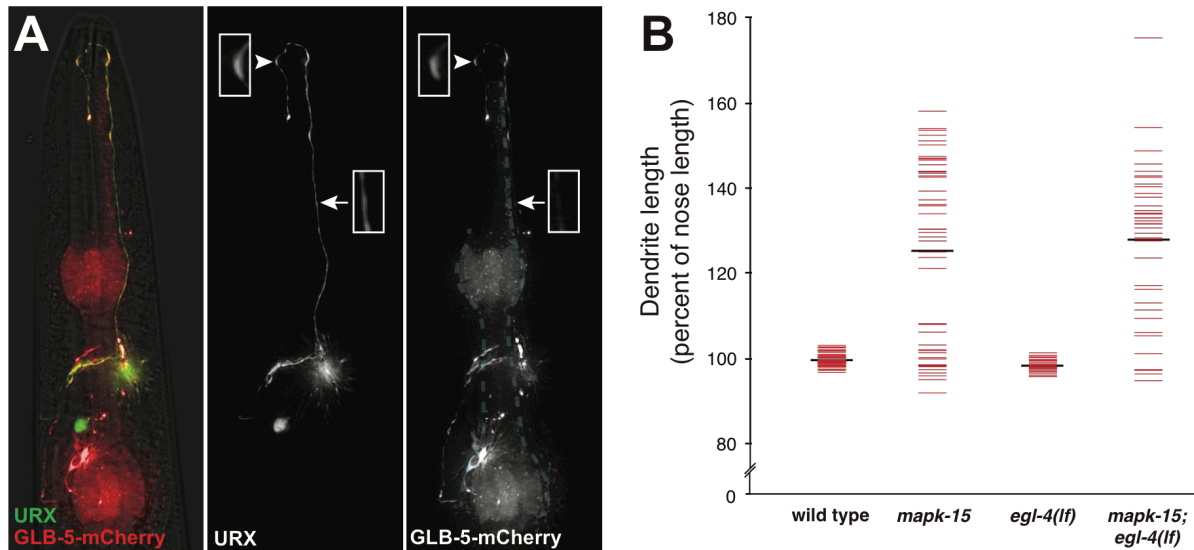 A
URX
GLB-5-mCherry
URX
GLB-5-mCherry
B
Dendrite length
(percent of nose length)
180
160
140
120
100
80
0
wild type
mapk-15
egl-4(lf)
mapk-15;
egl-4(lf)